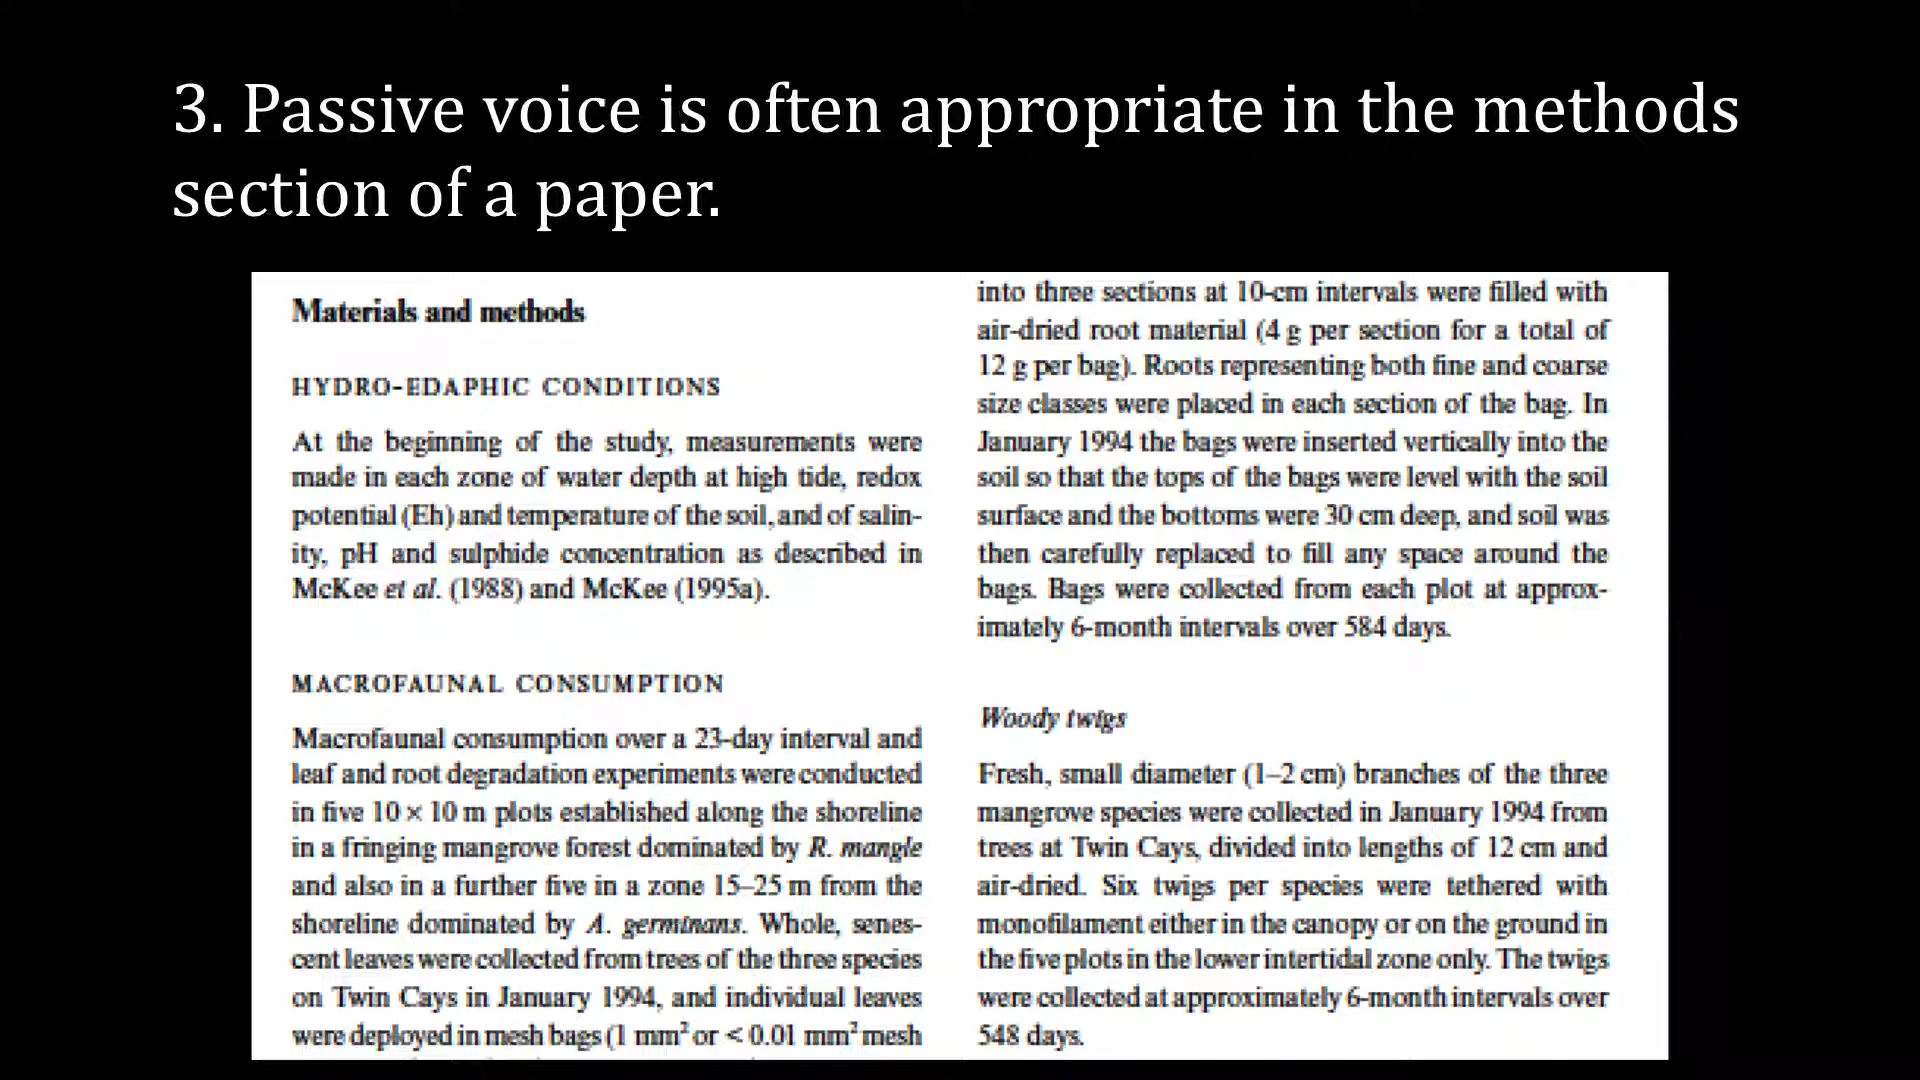 3. Passive voice is often appropriate in the methods
section of a paper.
Materials and methods
HYDRO-EDAPHIC CONDITIONS
At the beginning of the study, measurements were
made in each zone of water depth at high tide, redox
potential (Eh) and temperature of the soil, and of salin-
ity, pH and sulphide concentration as described in
McKee et al. (1988) and McKee (1995a).
MACROFAUNAL CONSUMPTION
Macrofaunal consumption over a 23-day interval and
leaf and root degradation experiments were conducted
in five 10 × 10 m plots established along the shoreline
in a fringing mangrove forest dominated by R. mangle
and also in a further five in a zone 15–25 m from the
shoreline dominated by A. germinans. Whole, senes-
cent leaves were collected from trees of the three species
on Twin Cays in January 1994, and individual leaves
were deployed in mesh bags (1 mm² or < 0.01 mm² mesh
into three sections at 10-cm intervals were filled with
air-dried root material (4 g per section for a total of
12 g per bag). Roots representing both fine and coarse
size classes were placed in each section of the bag. In
January 1994 the bags were inserted vertically into the
soil so that the tops of the bags were level with the soil
surface and the bottoms were 30 cm deep, and soil was
then carefully replaced to fill any space around the
bags. Bags were collected from each plot at approx-
imately 6-month intervals over 584 days.
Woody twigs
Fresh, small diameter (1–2 cm) branches of the three
mangrove species were collected in January 1994 from
trees at Twin Cays, divided into lengths of 12 cm and
air-dried. Six twigs per species were tethered with
monofilament either in the canopy or on the ground in
the five plots in the lower intertidal zone only. The twigs
were collected at approximately 6-month intervals over
548 days.